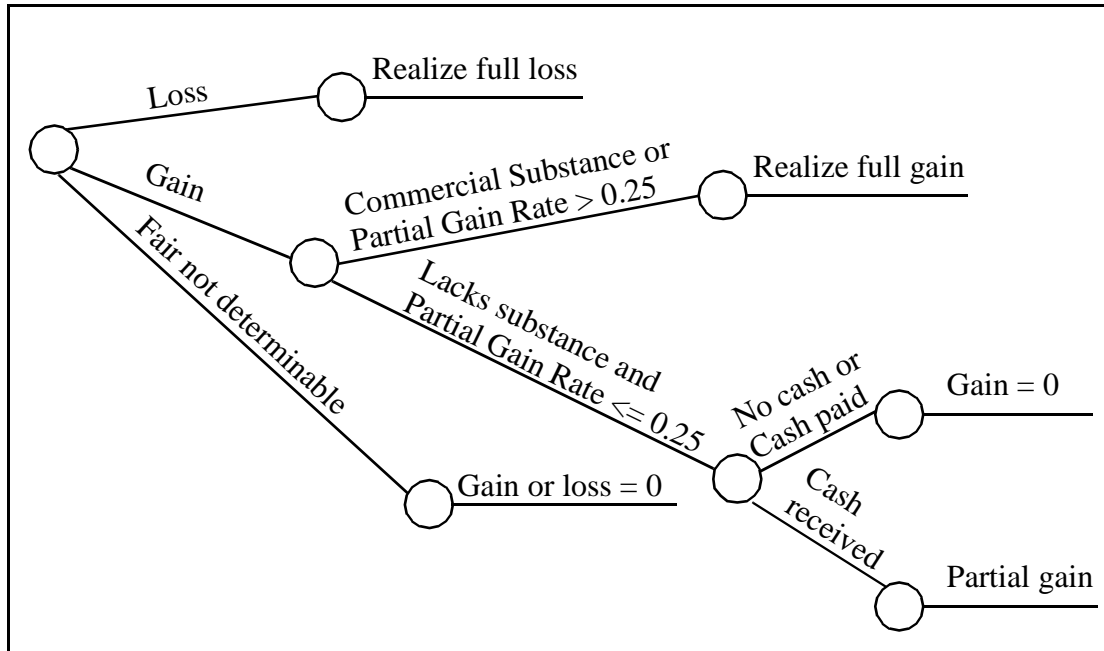 Realize full loss
Loss
Gain
Commercial Substance or
Partial Gain Rate > 0.25
Realize full gain
Fair not determinable
Lacks substance and
Partial Gain Rate <= 0.25
No cash or
Cash paid
Gain = 0
Gain or loss = 0
Cash
received
Partial gain